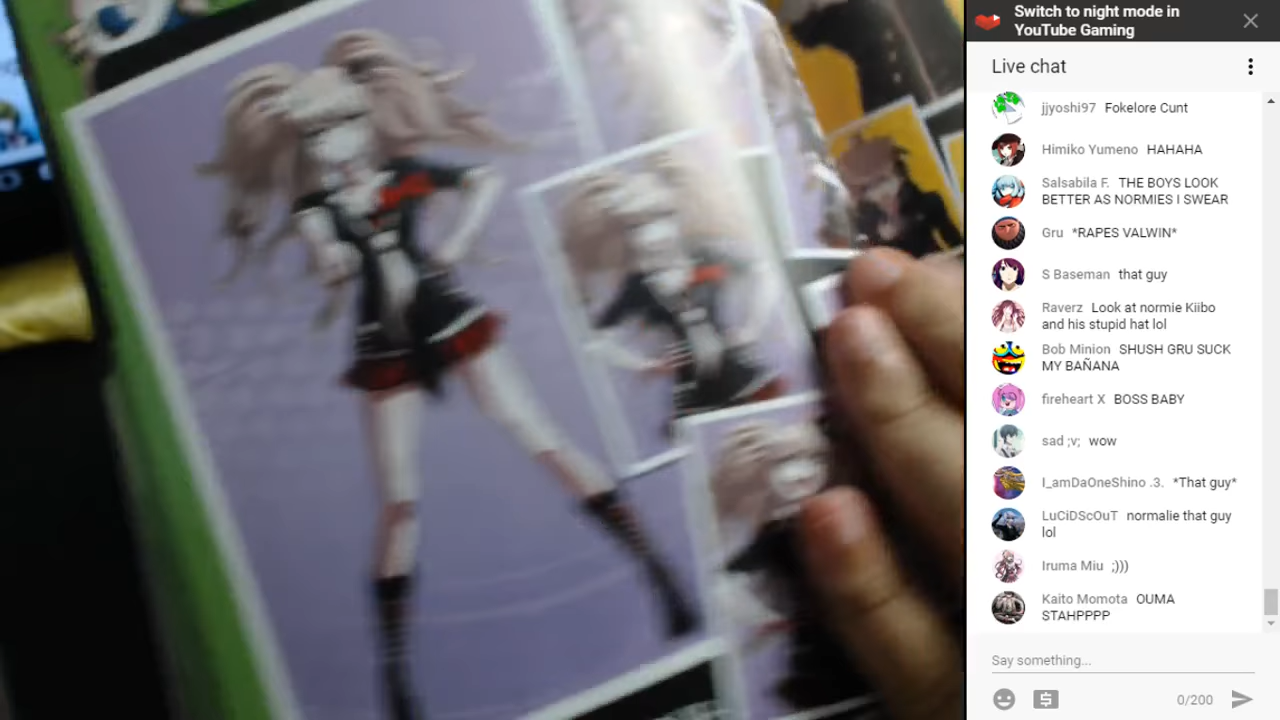 Switch to night mode in
YouTube Gaming
Live chat
jjyoshi97 Fokelore Cunt
Himiko Yumeno HAHAHA
Salsabila F. THE BOYS LOOK
BETTER AS NORMIES I SWEAR
Gru *RAPES VALWIN*
S Baseman that guy
Raverz Look at normie Kiibo
and his stupid hat lol
Bob Minion SHUSH GRU SUCK
MY BAÑANA
fireheart X BOSS BABY
sad ;v; wow
I_amDaOneShino .3. *That guy*
LuCiDScOuT normalie that guy
lol
Iruma Miu ;)))
Kaito Momota OUMA
STAHPPPP
Say something...
0/200